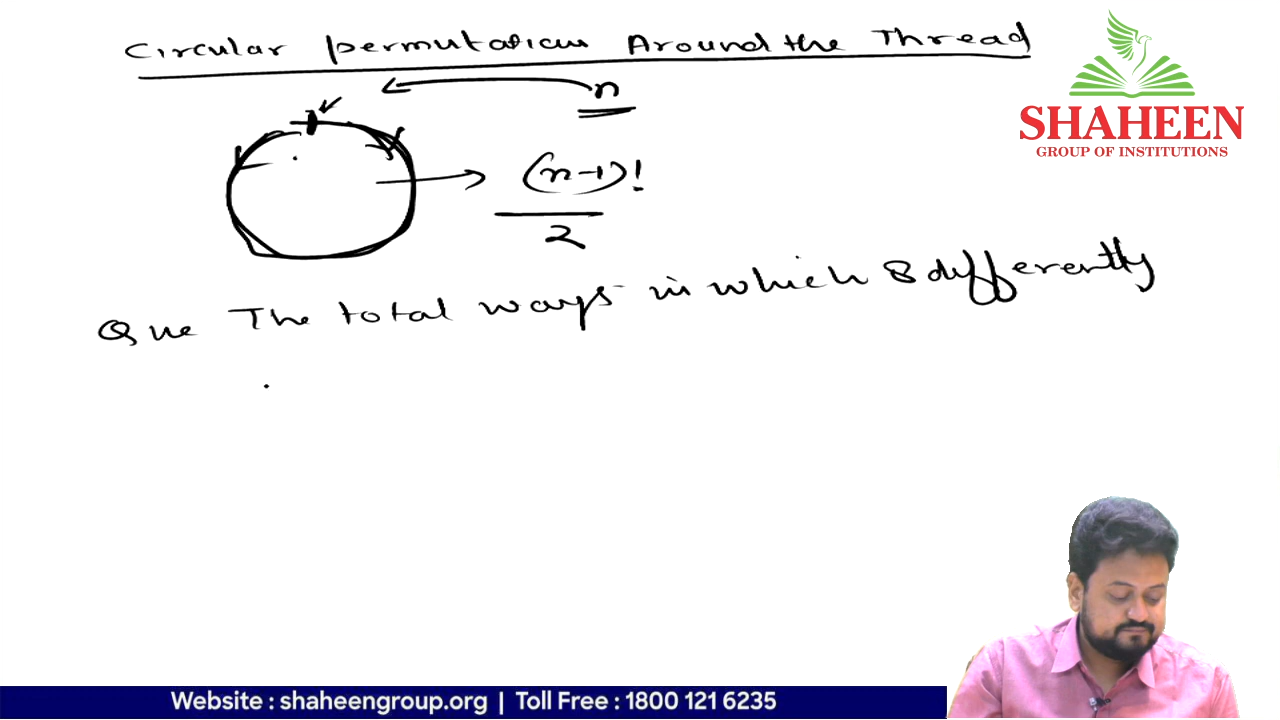 Circular permutations Around the Thread
n
(n-1)!
2
Que The total ways in which 8 differently
SHAHEEN
GROUP OF INSTITUTIONS
Website : shaheengroup.org | Toll Free : 1800 121 6235